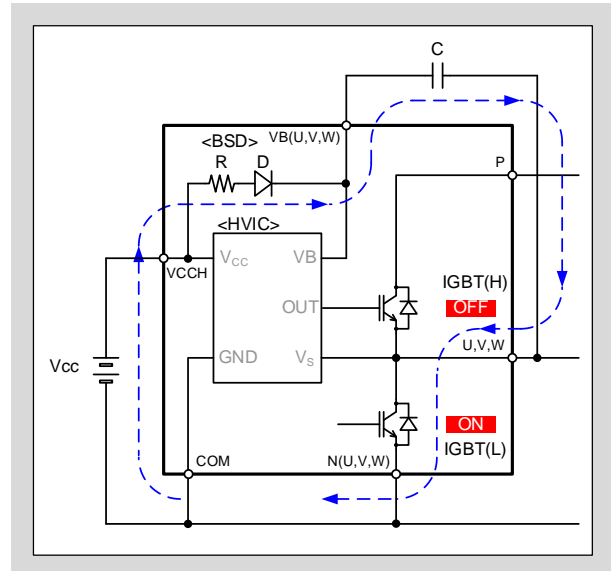 C
<BSD>
VB(U,V,W)
R
D
P
<HVIC>
VCCH
VCC
VB
IGBT(H)
OUT
OFF
U,V,W
GND
VS
Vcc
ON
IGBT(L)
COM
N(U,V,W)